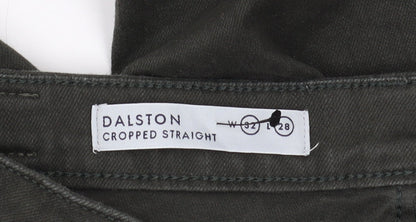 DALSTON W 32 L 28
CROPPED STRAIGHT